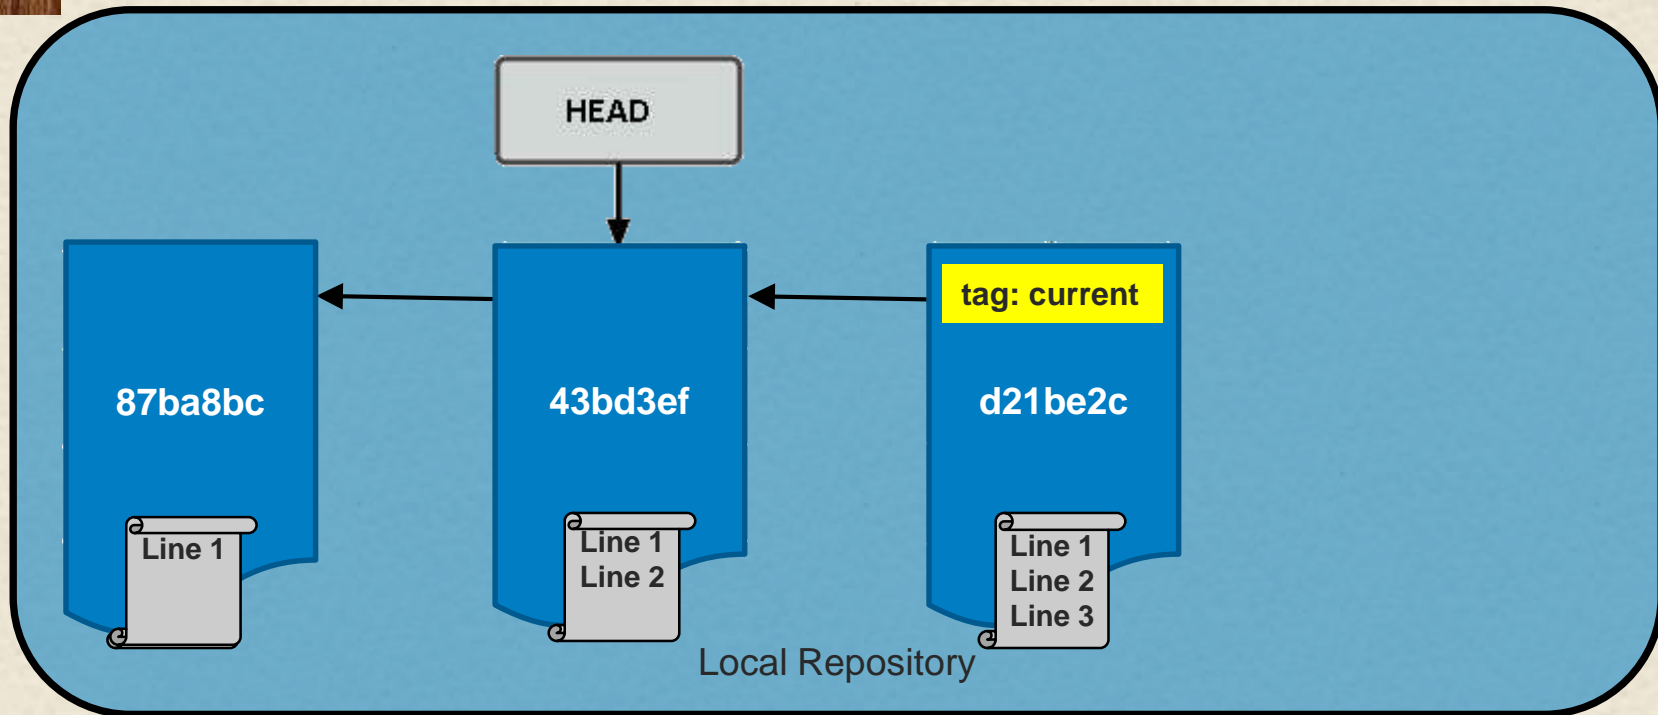 HEAD
tag: current
87ba8bc
43bd3ef
d21be2c
Line 1
Line 1
Line 2
Line 1
Line 2
Line 3
Local Repository